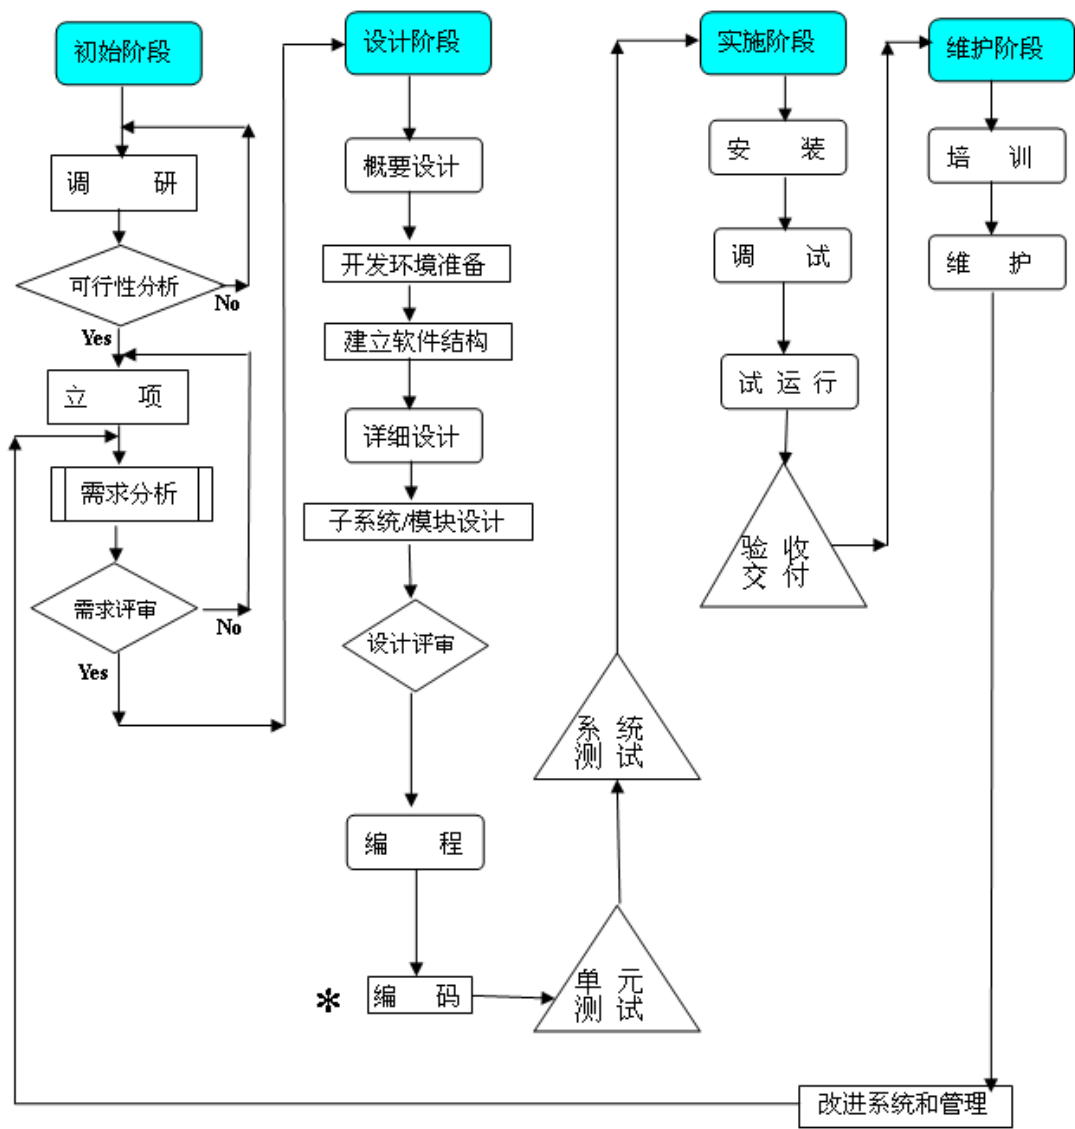 初始阶段
调 研
可行性分析
No
Yes
立 项
需求分析
需求评审
No
Yes
设计阶段
概要设计
开发环境准备
建立软件结构
详细设计
子系统/模块设计
设计评审
编 程
* 编 码
单 元
测 试
系 统
测 试
实施阶段
安 装
调 试
试 运 行
验 收
交 付
维护阶段
培 训
维 护
改进系统和管理